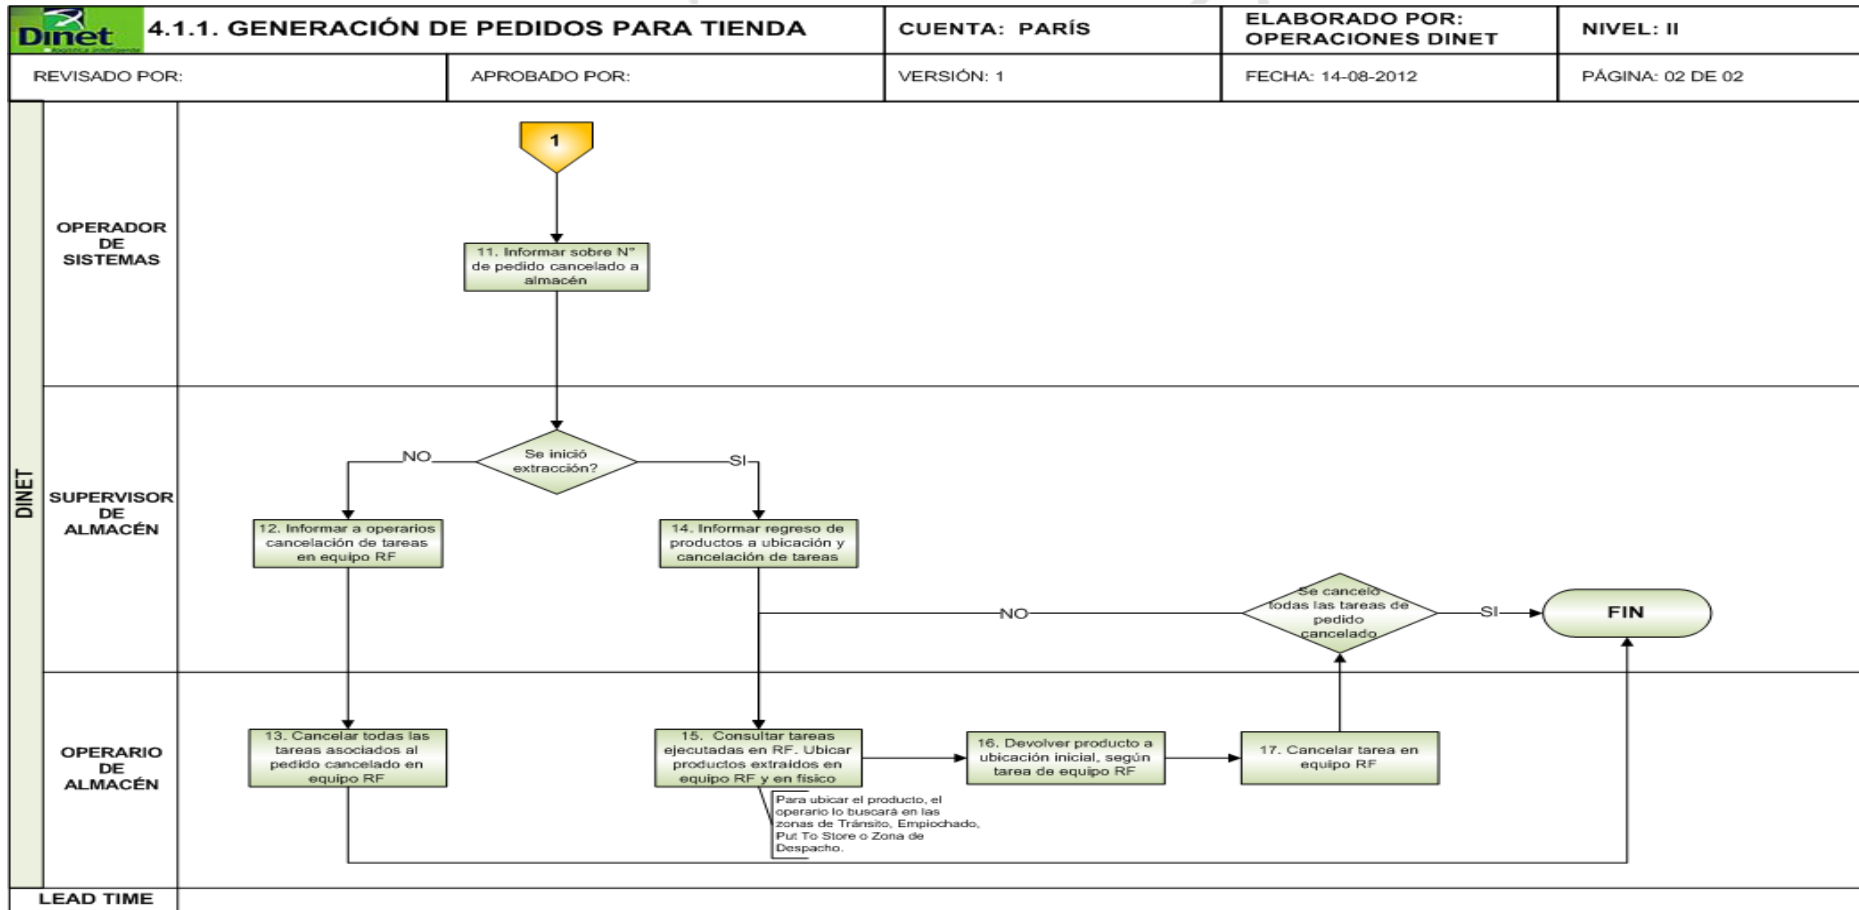 Dinet
4.1.1. GENERACIÓN DE PEDIDOS PARA TIENDA
CUENTA: PARÍS
ELABORADO POR:
OPERACIONES DINET
NIVEL: II
REVISADO POR:
APROBADO POR:
VERSIÓN: 1
FECHA: 14-08-2012
PÁGINA: 02 DE 02
DINET
OPERADOR
DE
SISTEMAS
1
11. Informar sobre N°
de pedido cancelado a
almacén
SUPERVISOR
DE
ALMACÉN
Se inició
extracción?
NO
SI
12. Informar a operarios
cancelación de tareas
en equipo RF
14. Informar regreso de
productos a ubicación y
cancelación de tareas
NO
Se canceló
todas las tareas de
pedido
cancelado
SI
FIN
OPERARIO
DE
ALMACÉN
13. Cancelar todas las
tareas asociados al
pedido cancelado en
equipo RF
15. Consultar tareas
ejecutadas en RF. Ubicar
productos extraidos en
equipo RF y en físico
16. Devolver producto a
ubicación inicial, según
tarea de equipo RF
17. Cancelar tarea en
equipo RF
Para ubicar el producto, el
operario lo buscará en las
zonas de Tránsito, Empiochado,
Put To Store o Zona de
Despacho.
LEAD TIME